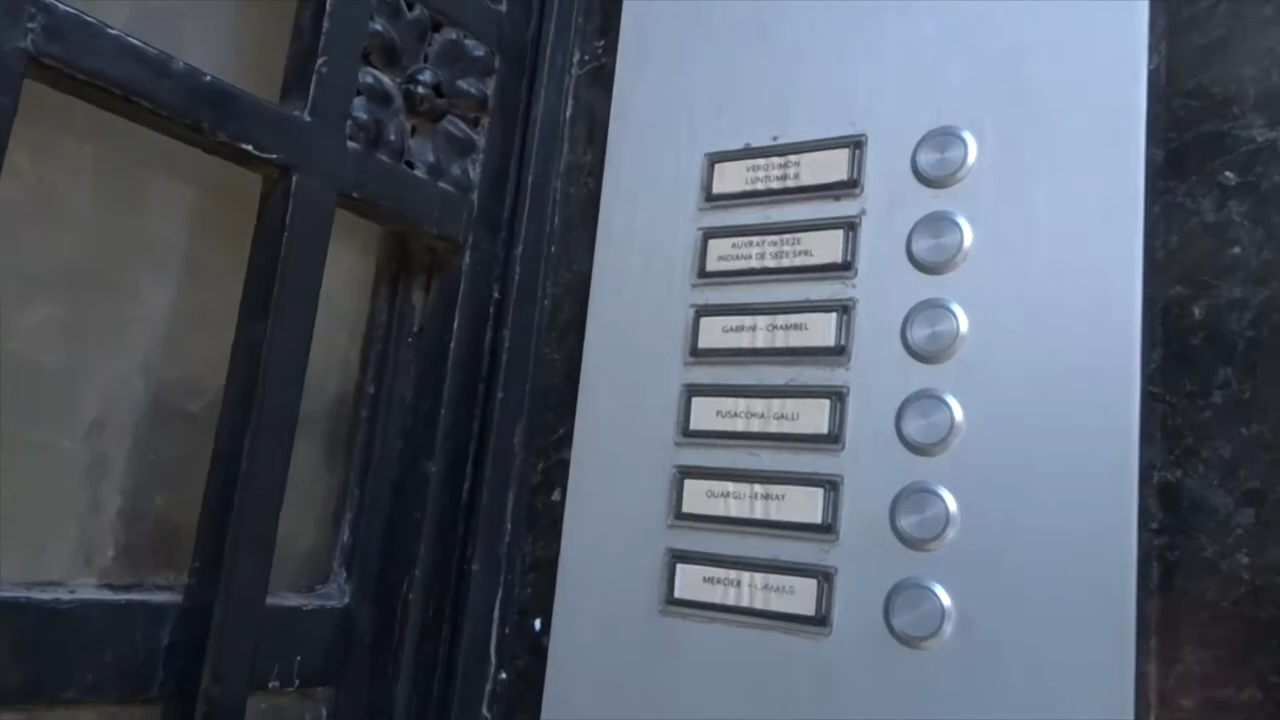 VERO SIMON
LUNTUMBUE
AUVRAY de SEZE
INDIANA DE SEZE SPRL
GABRINI - CHAMBEL
FUSACCHIA - GALLI
OUARGLI - ENNAY
MERCIER -